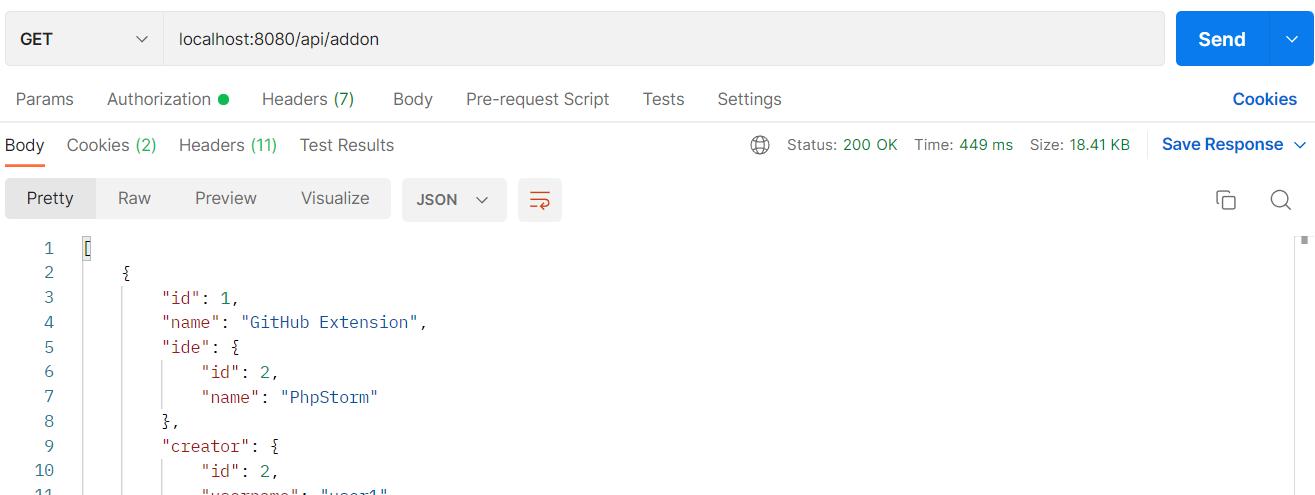 GET localhost:8080/api/addon Send
Params Authorization Headers (7) Body Pre-request Script Tests Settings Cookies
Body Cookies (2) Headers (11) Test Results Status: 200 OK Time: 449 ms Size: 18.41 KB Save Response
Pretty Raw Preview Visualize JSON
1 [
2 {
3 "id": 1,
4 "name": "GitHub Extension",
5 "ide": {
6 "id": 2,
7 "name": "PhpStorm"
8 },
9 "creator": {
10 "id": 2,
11 "username": "user1"